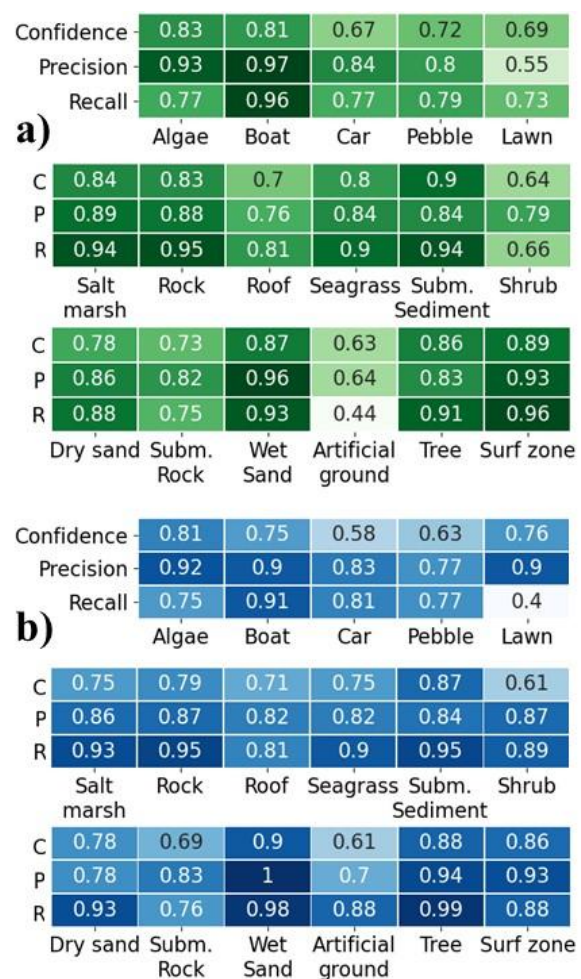 Confidence 0.83 0.81 0.67 0.72 0.69
Precision 0.93 0.97 0.84 0.8 0.55
Recall 0.77 0.96 0.77 0.79 0.73
a)
Algae Boat Car Pebble Lawn
C 0.84 0.83 0.7 0.8 0.9 0.64
P 0.89 0.88 0.76 0.84 0.84 0.79
R 0.94 0.95 0.81 0.9 0.94 0.66
Salt Rock Roof Seagrass Subm. Shrub
marsh Sediment
C 0.78 0.73 0.87 0.63 0.86 0.89
P 0.86 0.82 0.96 0.64 0.83 0.93
R 0.88 0.75 0.93 0.44 0.91 0.96
Dry sand Subm. Wet Artificial Tree Surf zone
Rock Sand ground
Confidence 0.81 0.75 0.58 0.63 0.76
Precision 0.92 0.9 0.83 0.77 0.9
Recall 0.75 0.91 0.81 0.77 0.4
b)
Algae Boat Car Pebble Lawn
C 0.75 0.79 0.71 0.75 0.87 0.61
P 0.86 0.87 0.82 0.82 0.84 0.87
R 0.93 0.95 0.81 0.9 0.95 0.89
Salt Rock Roof Seagrass Subm. Shrub
marsh Sediment
C 0.78 0.69 0.9 0.61 0.88 0.86
P 0.78 0.83 1 0.7 0.94 0.93
R 0.93 0.76 0.98 0.88 0.99 0.88
Dry sand Subm. Wet Artificial Tree Surf zone
Rock Sand ground